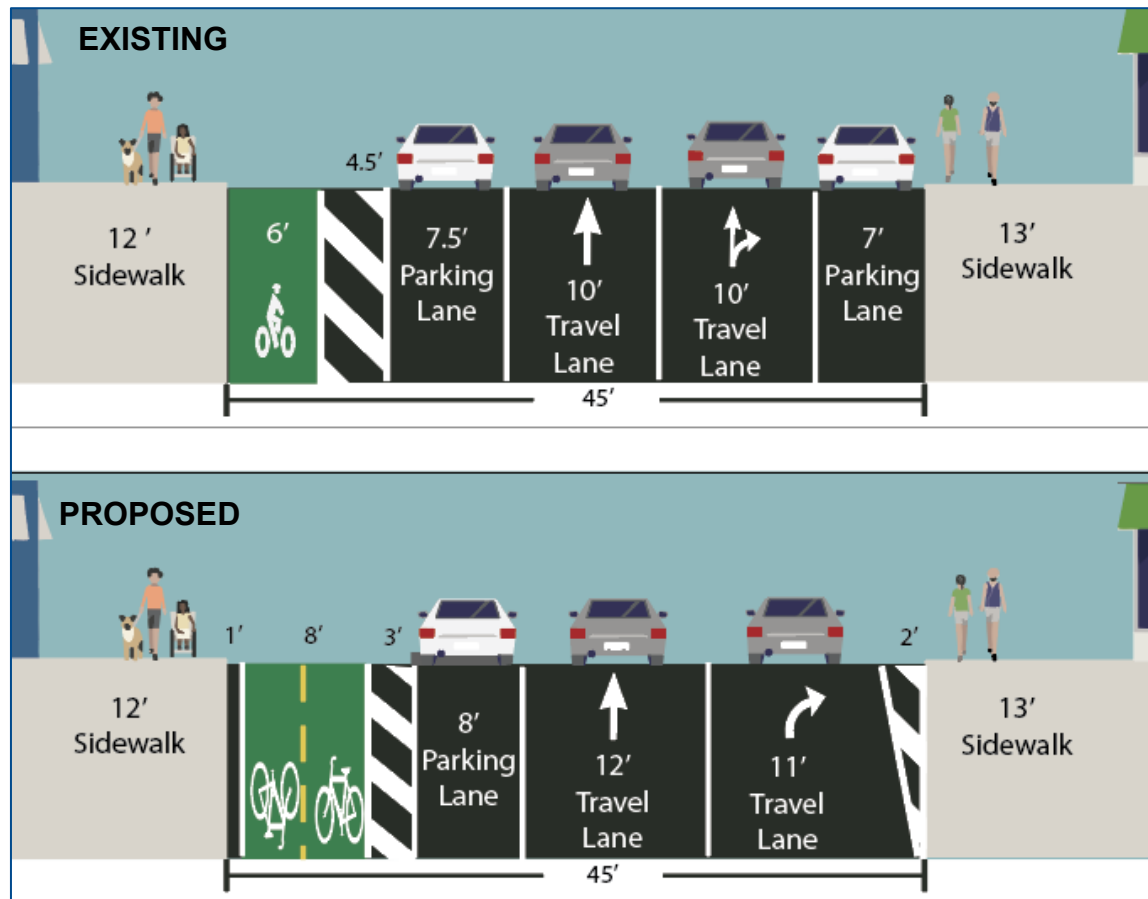 EXISTING
4.5’
12 ’
Sidewalk
6’
7.5’
Parking
Lane
10’
Travel
Lane
10’
Travel
Lane
7’
Parking
Lane
13’
Sidewalk
45’
PROPOSED
1’ 8’ 3’ 2’
12’
Sidewalk
8’
Parking
Lane
12’
Travel
Lane
11’
Travel
Lane
13’
Sidewalk
45’